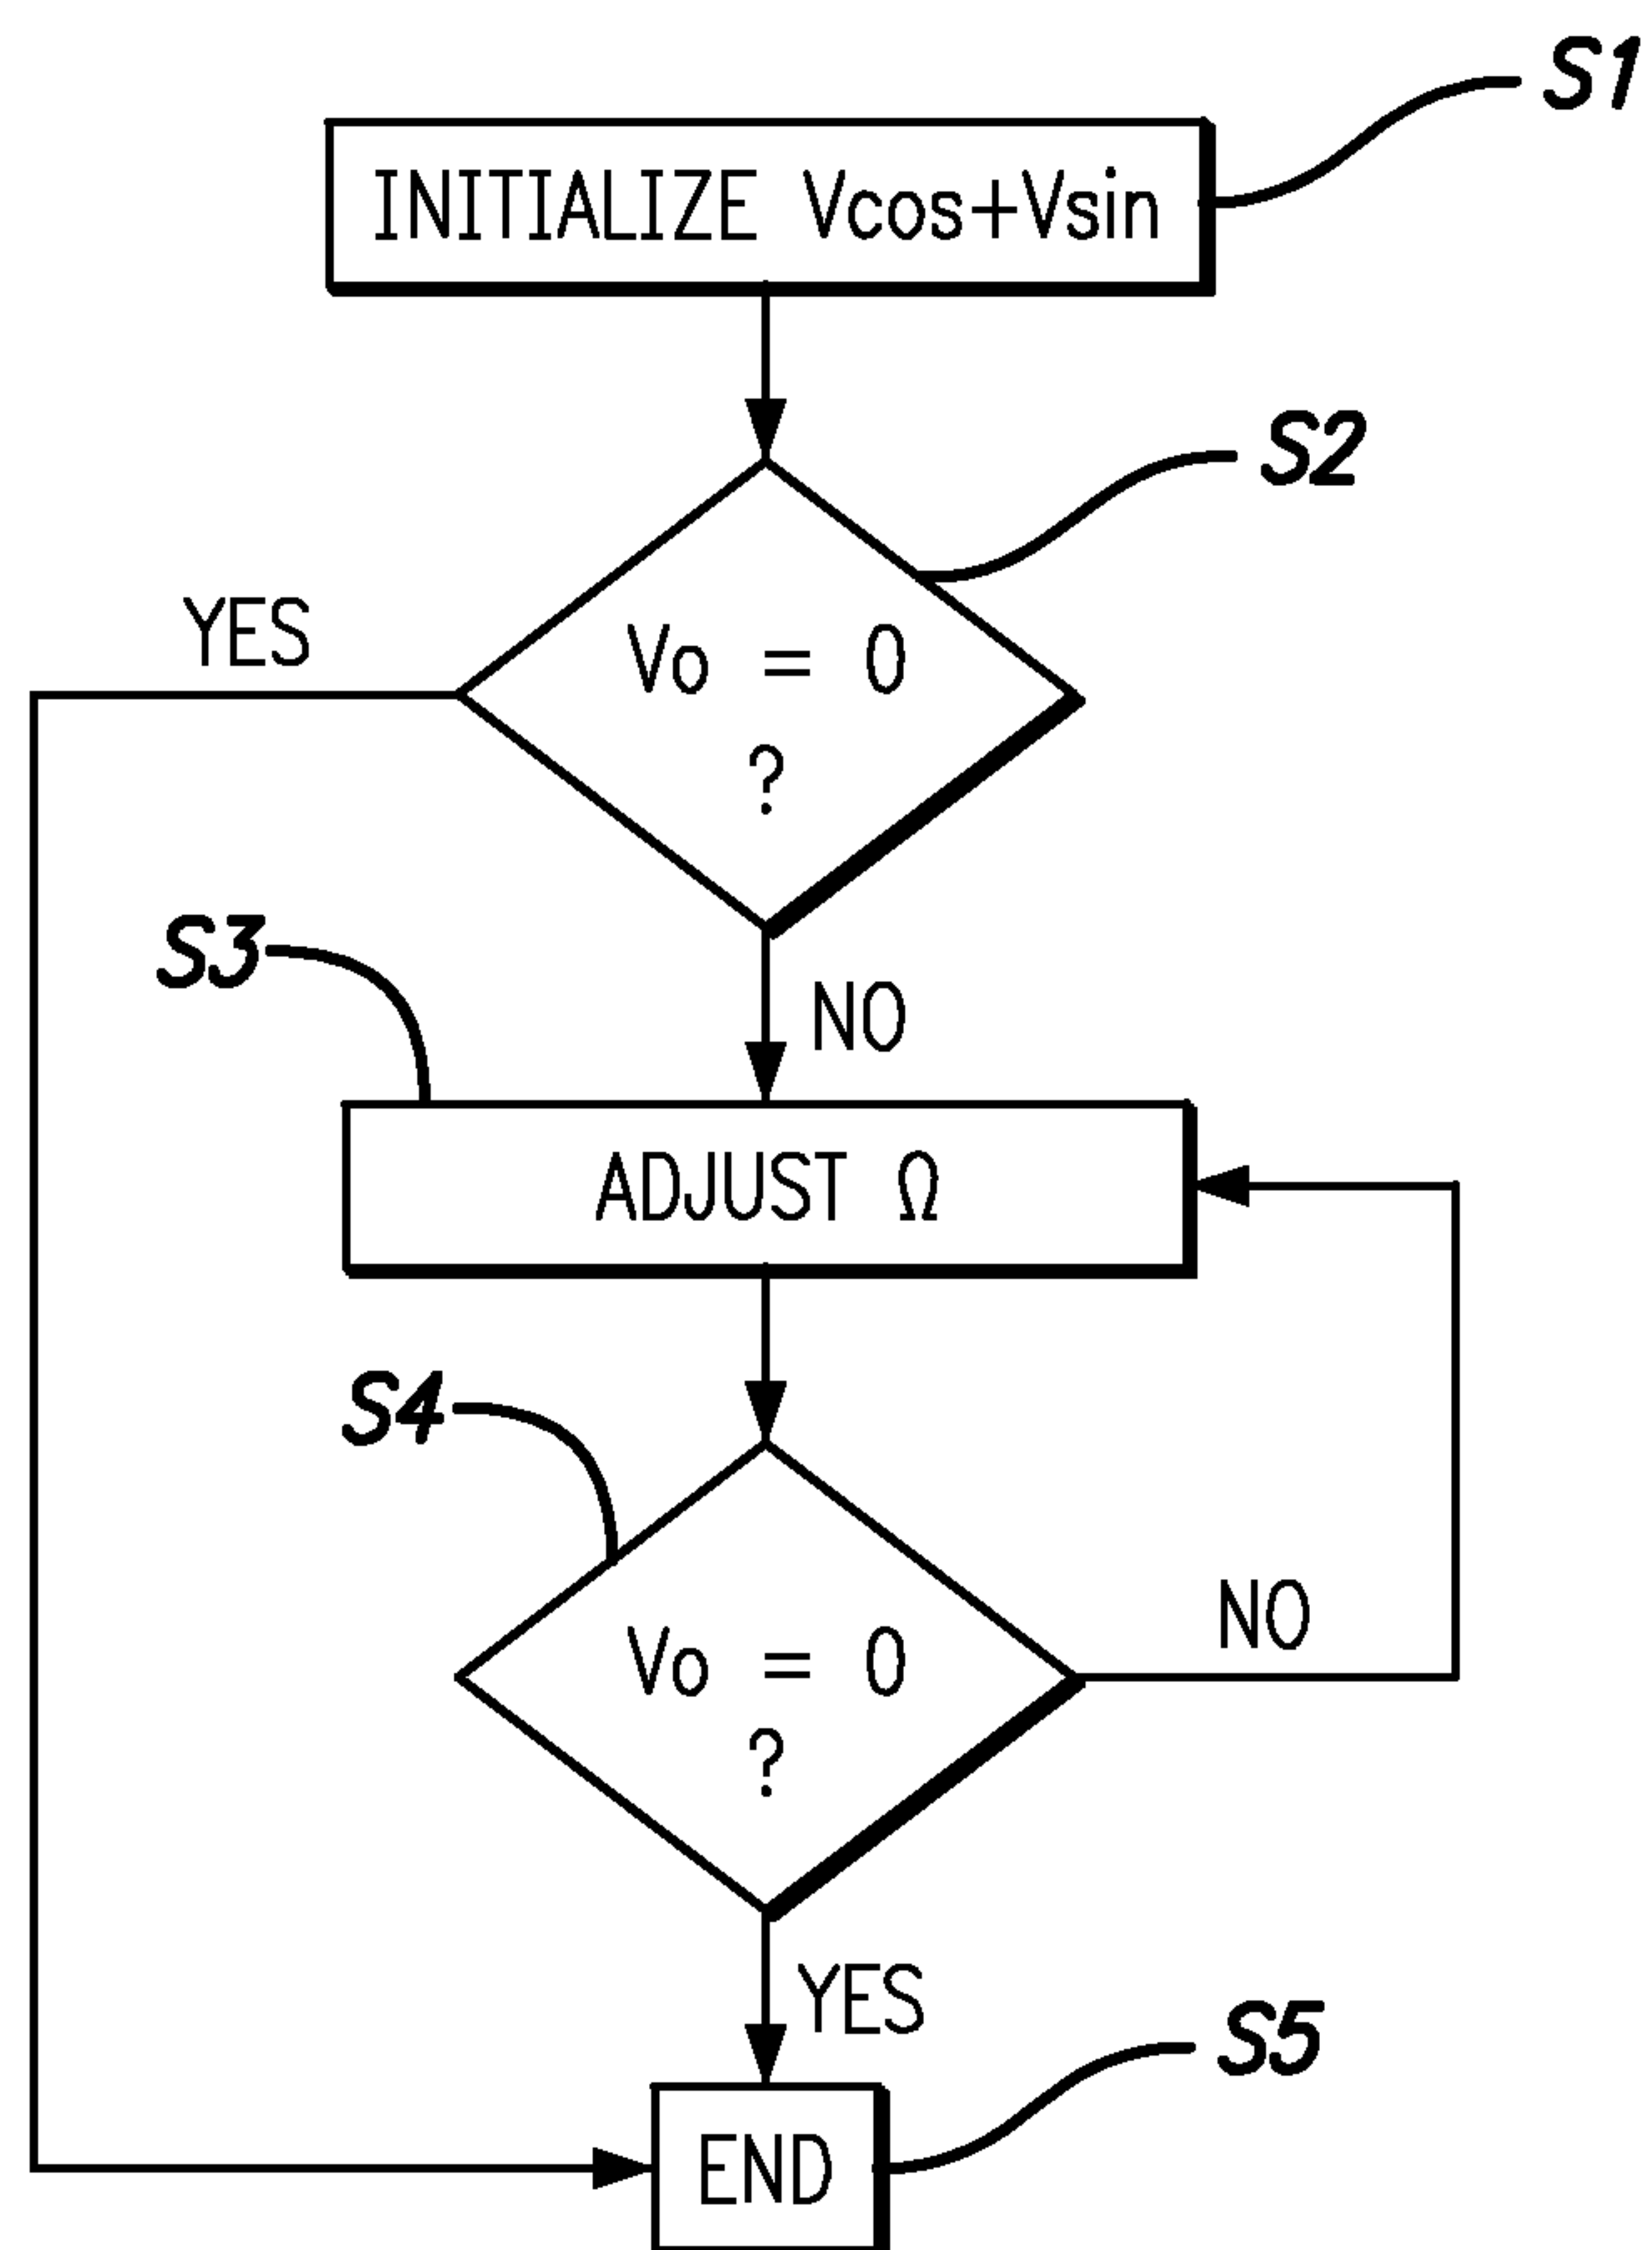 S1
INITIALIZE Vcos+Vsin
S2
YES
Vo = 0
?
S3
NO
ADJUST Ω
S4
Vo = 0
?
NO
YES
S5
END